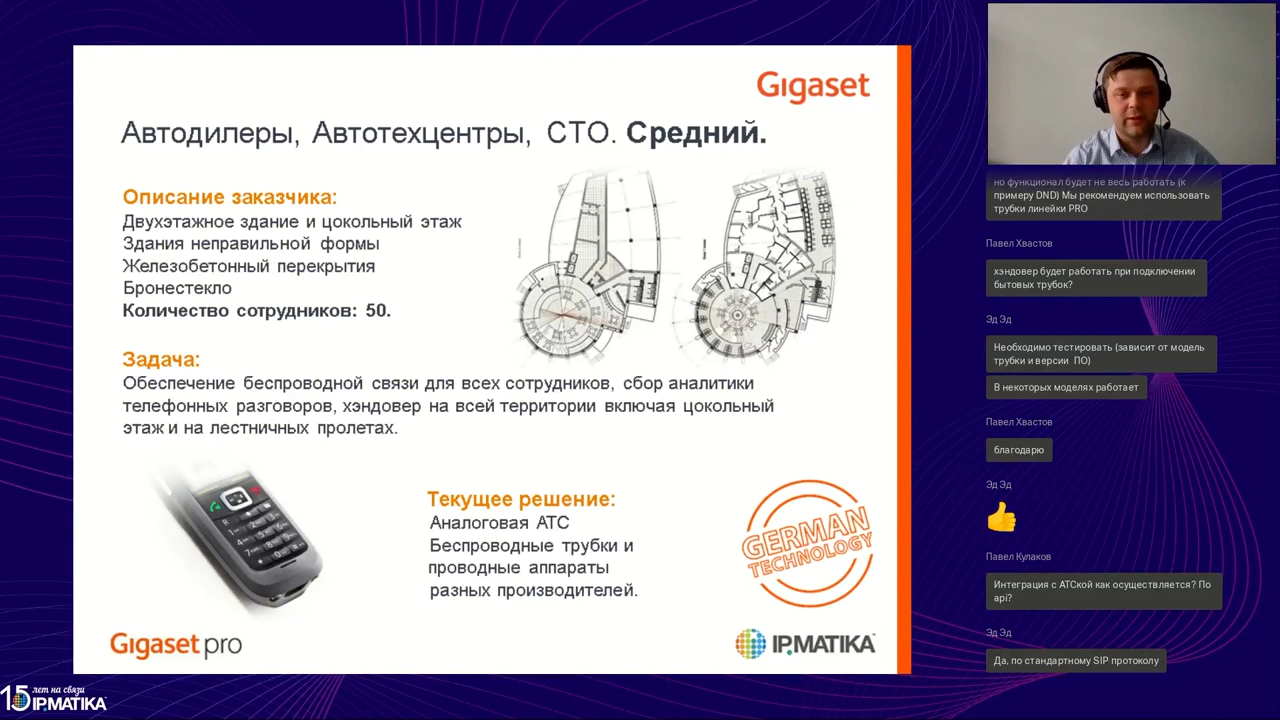 Gigaset
Автодилеры, Автотехцентры, СТО. Средний.
Описание заказчика:
Двухэтажное здание и цокольный этаж
Здания неправильной формы
Железобетонный перекрытия
Бронестекло
Количество сотрудников: 50.
Задача:
Обеспечение беспроводной связи для всех сотрудников, сбор аналитики
телефонных разговоров, хэндовер на всей территории включая цокольный
этаж и на лестничных пролетах.
Текущее решение:
Аналоговая АТС
Беспроводные трубки и
проводные аппараты
разных производителей.
GERMAN
TECHNOLOGY
Gigaset pro
IP.MATIKA
15 лет на связи
IP.MATIKA
но функционал будет не весь работать (к
примеру DND) Мы рекомендуем использовать
трубки линейки PRO
Павел Хвастов
хэндовер будет работать при подключении
бытовых трубок?
Эд Эд
Необходимо тестировать (зависит от модель
трубки и версии ПО)
В некоторых моделях работает
Павел Хвастов
благодарю
Эд Эд
Павел Кулаков
Интеграция с АТСкой как осуществляется? По
api?
Эд Эд
Да, по стандартному SIP протоколу